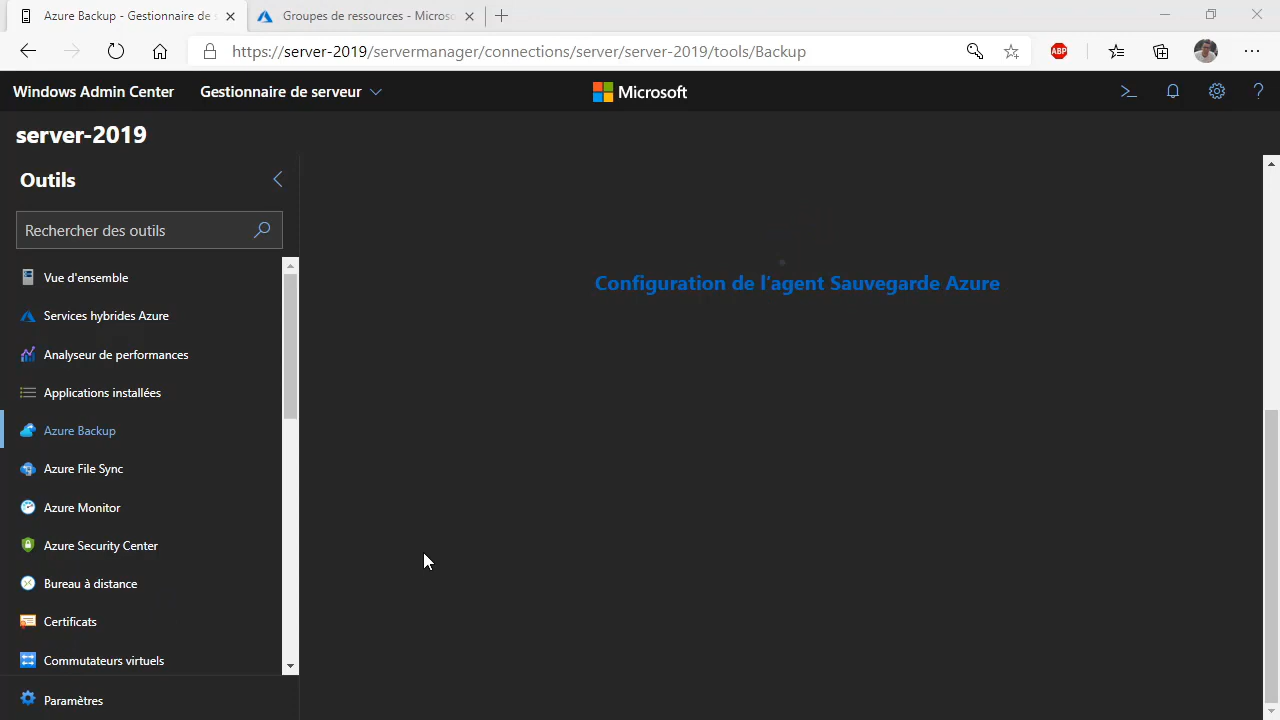 Azure Backup - Gestionnaire de s
Groupes de ressources - Microso
https://server-2019/servermanager/connections/server/server-2019/tools/Backup
ABP
Windows Admin Center
Gestionnaire de serveur
Microsoft
server-2019
Outils
Rechercher des outils
Vue d'ensemble
Services hybrides Azure
Analyseur de performances
Applications installées
Azure Backup
Azure File Sync
Azure Monitor
Azure Security Center
Bureau à distance
Certificats
Commutateurs virtuels
Paramètres
Configuration de l'agent Sauvegarde Azure